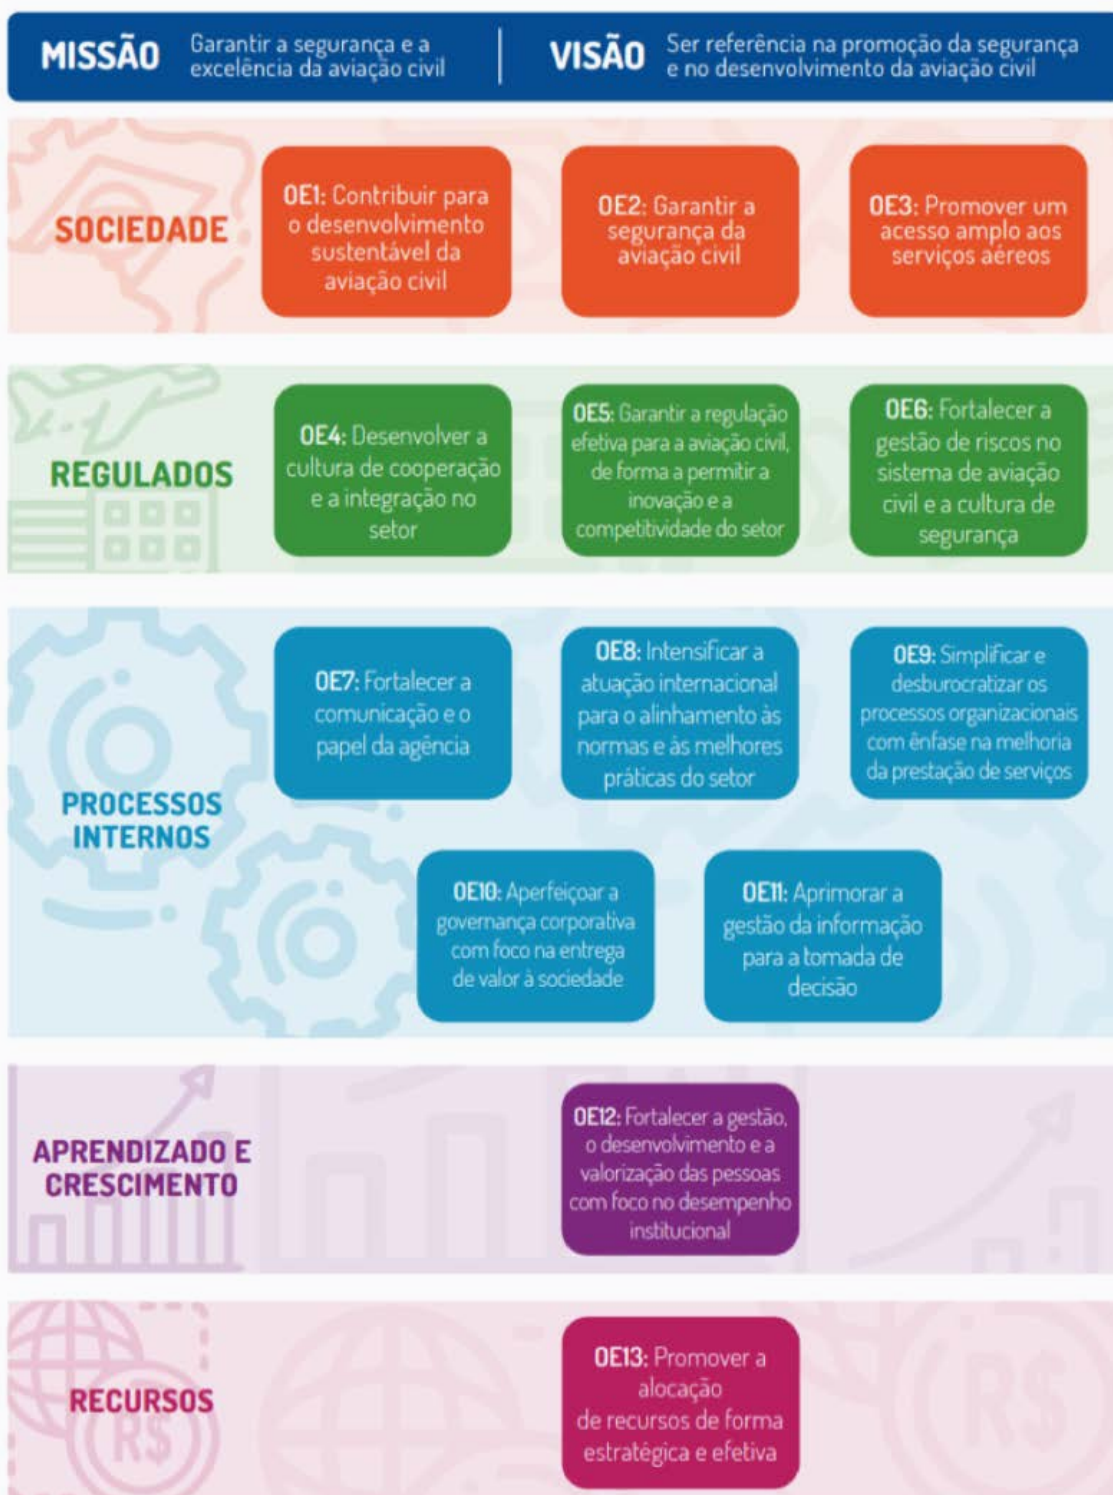 MISSÃO
Garantir a segurança e a
excelência da aviação civil
VISÃO
Ser referência na promoção da segurança
e no desenvolvimento da aviação civil
SOCIEDADE
OE1: Contribuir para
o desenvolvimento
sustentável da
aviação civil
OE2: Garantir a
segurança da
aviação civil
OE3: Promover um
acesso amplo aos
serviços aéreos
REGULADOS
OE4: Desenvolver a
cultura de cooperação
e a integração no
setor
OE5: Garantir a regulação
efetiva para a aviação civil,
de forma a permitir a
inovação e a
competitividade do setor
OE6: Fortalecer a
gestão de riscos no
sistema de aviação
civil e a cultura de
segurança
PROCESSOS
INTERNOS
OE7: Fortalecer a
comunicação e o
papel da agência
OE8: Intensificar a
atuação internacional
para o alinhamento às
normas e às melhores
práticas do setor
OE9: Simplificar e
desburocratizar os
processos organizacionais
com ênfase na melhoria
da prestação de serviços
OE10: Aperfeiçoar a
governança corporativa
com foco na entrega
de valor à sociedade
OE11: Aprimorar a
gestão da informação
para a tomada de
decisão
APRENDIZADO E
CRESCIMENTO
OE12: Fortalecer a gestão,
o desenvolvimento e a
valorização das pessoas
com foco no desempenho
institucional
RECURSOS
R$
OE13: Promover a
alocação
de recursos de forma
estratégica e efetiva
R$